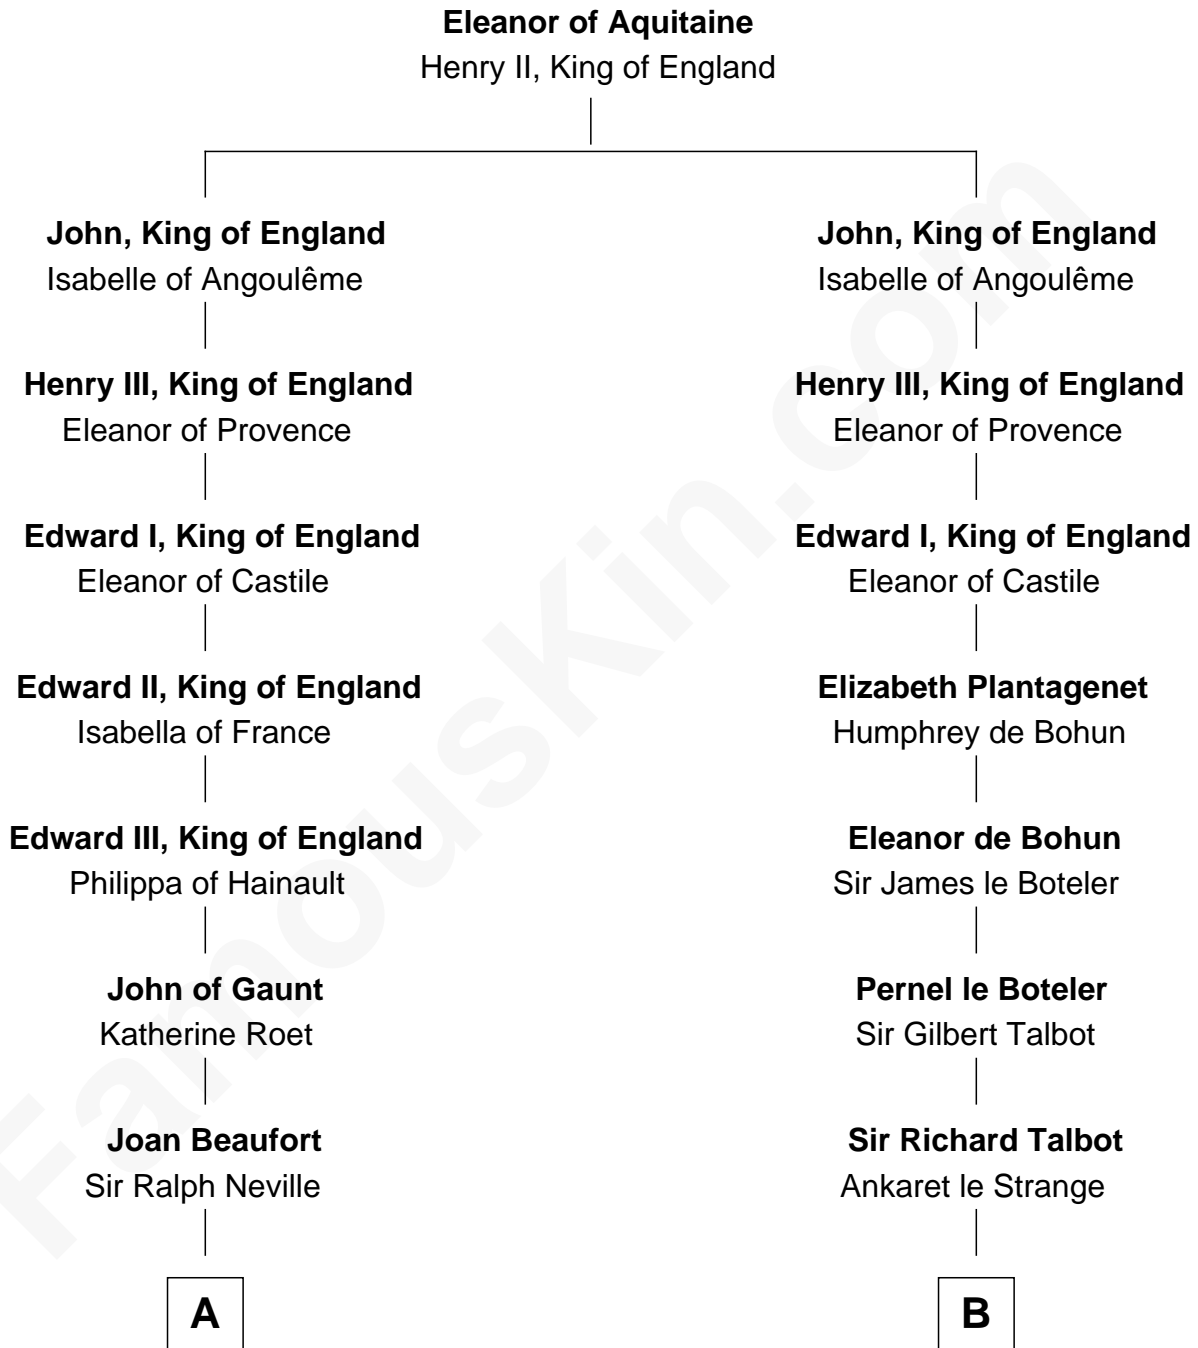 Eleanor of Aquitaine
Henry II, King of England
John, King of England
Isabelle of Angoulême
Henry III, King of England
Eleanor of Provence
Edward I, King of England
Eleanor of Castile
Edward II, King of England
Isabella of France
Edward III, King of England
Philippa of Hainault
John of Gaunt
Katherine Roet
Joan Beaufort
Sir Ralph Neville
A
John, King of England
Isabelle of Angoulême
Henry III, King of England
Eleanor of Provence
Edward I, King of England
Eleanor of Castile
Elizabeth Plantagenet
Humphrey de Bohun
Eleanor de Bohun
Sir James le Boteler
Pernel le Boteler
Sir Gilbert Talbot
Sir Richard Talbot
Ankaret le Strange
B
FamousKin.com